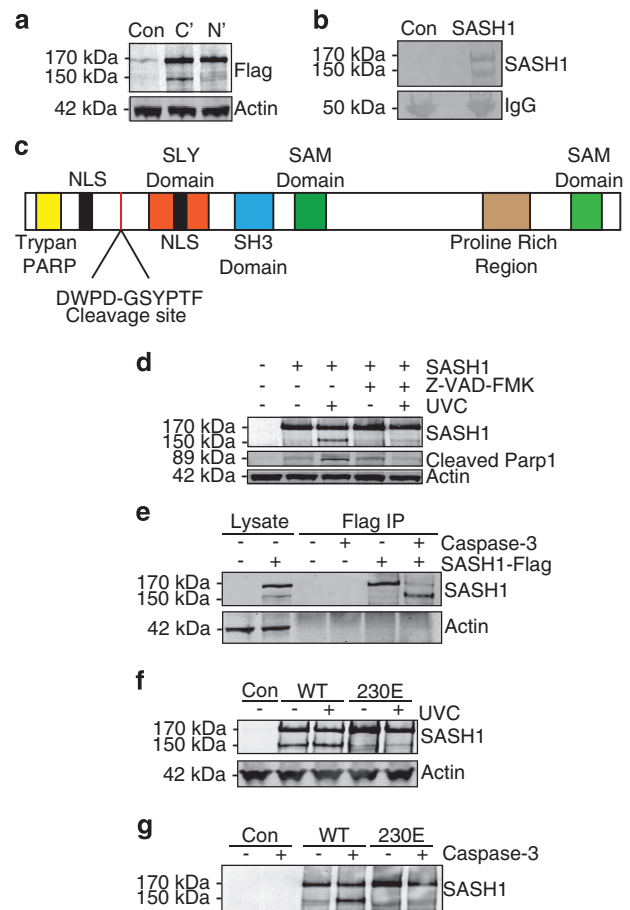 a
Con C' N'
170 kDa
150 kDa
Flag
42 kDa
Actin
b
Con SASH1
170 kDa
150 kDa
SASH1
50 kDa
IgG
c
NLS
SLY Domain
SAM Domain
SAM Domain
Trypan PARP
NLS
SH3 Domain
Proline Rich Region
DWPD-GSYPTF
Cleavage site
d
- + + + + SASH1
- - - + + Z-VAD-FMK
- - + - + UVC
170 kDa
150 kDa
SASH1
89 kDa
Cleaved Parp1
42 kDa
Actin
e
Lysate Flag IP
- - - + - + Caspase-3
- + - - + + SASH1-Flag
170 kDa
150 kDa
SASH1
42 kDa
Actin
f
Con WT 230E
- - + - + UVC
170 kDa
150 kDa
SASH1
42 kDa
Actin
g
Con WT 230E
- + - + - + Caspase-3
170 kDa
150 kDa
SASH1